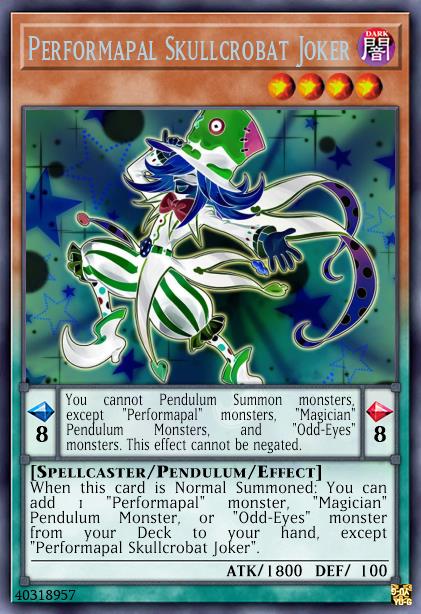 PERFORMAPAL SKULLCROBAT JOKER
DARK
闇
You cannot Pendulum Summon monsters,
except "Performapal" monsters, "Magician"
Pendulum Monsters, and "Odd-Eyes"
monsters. This effect cannot be negated.
8
8
[SPELLCASTER/PENDULUM/EFFECT]
When this card is Normal Summoned: You can
add 1 "Performapal" monster, "Magician"
Pendulum Monster, or "Odd-Eyes" monster
from your Deck to your hand, except
"Performapal Skullcrobat Joker".
ATK/1800 DEF/ 100
40318957